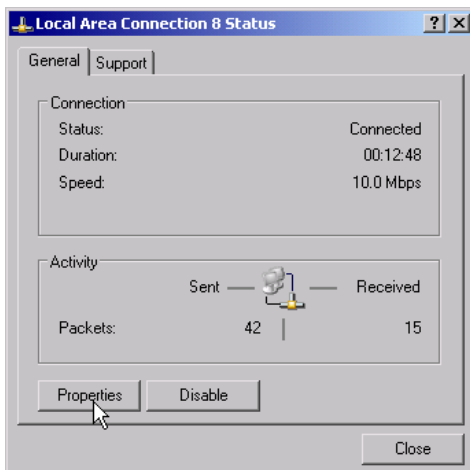 Local Area Connection 8 Status
General Support
Connection
Status: Connected
Duration: 00:12:48
Speed: 10.0 Mbps
Activity
Sent Received
Packets: 42 15
Properties Disable
Close